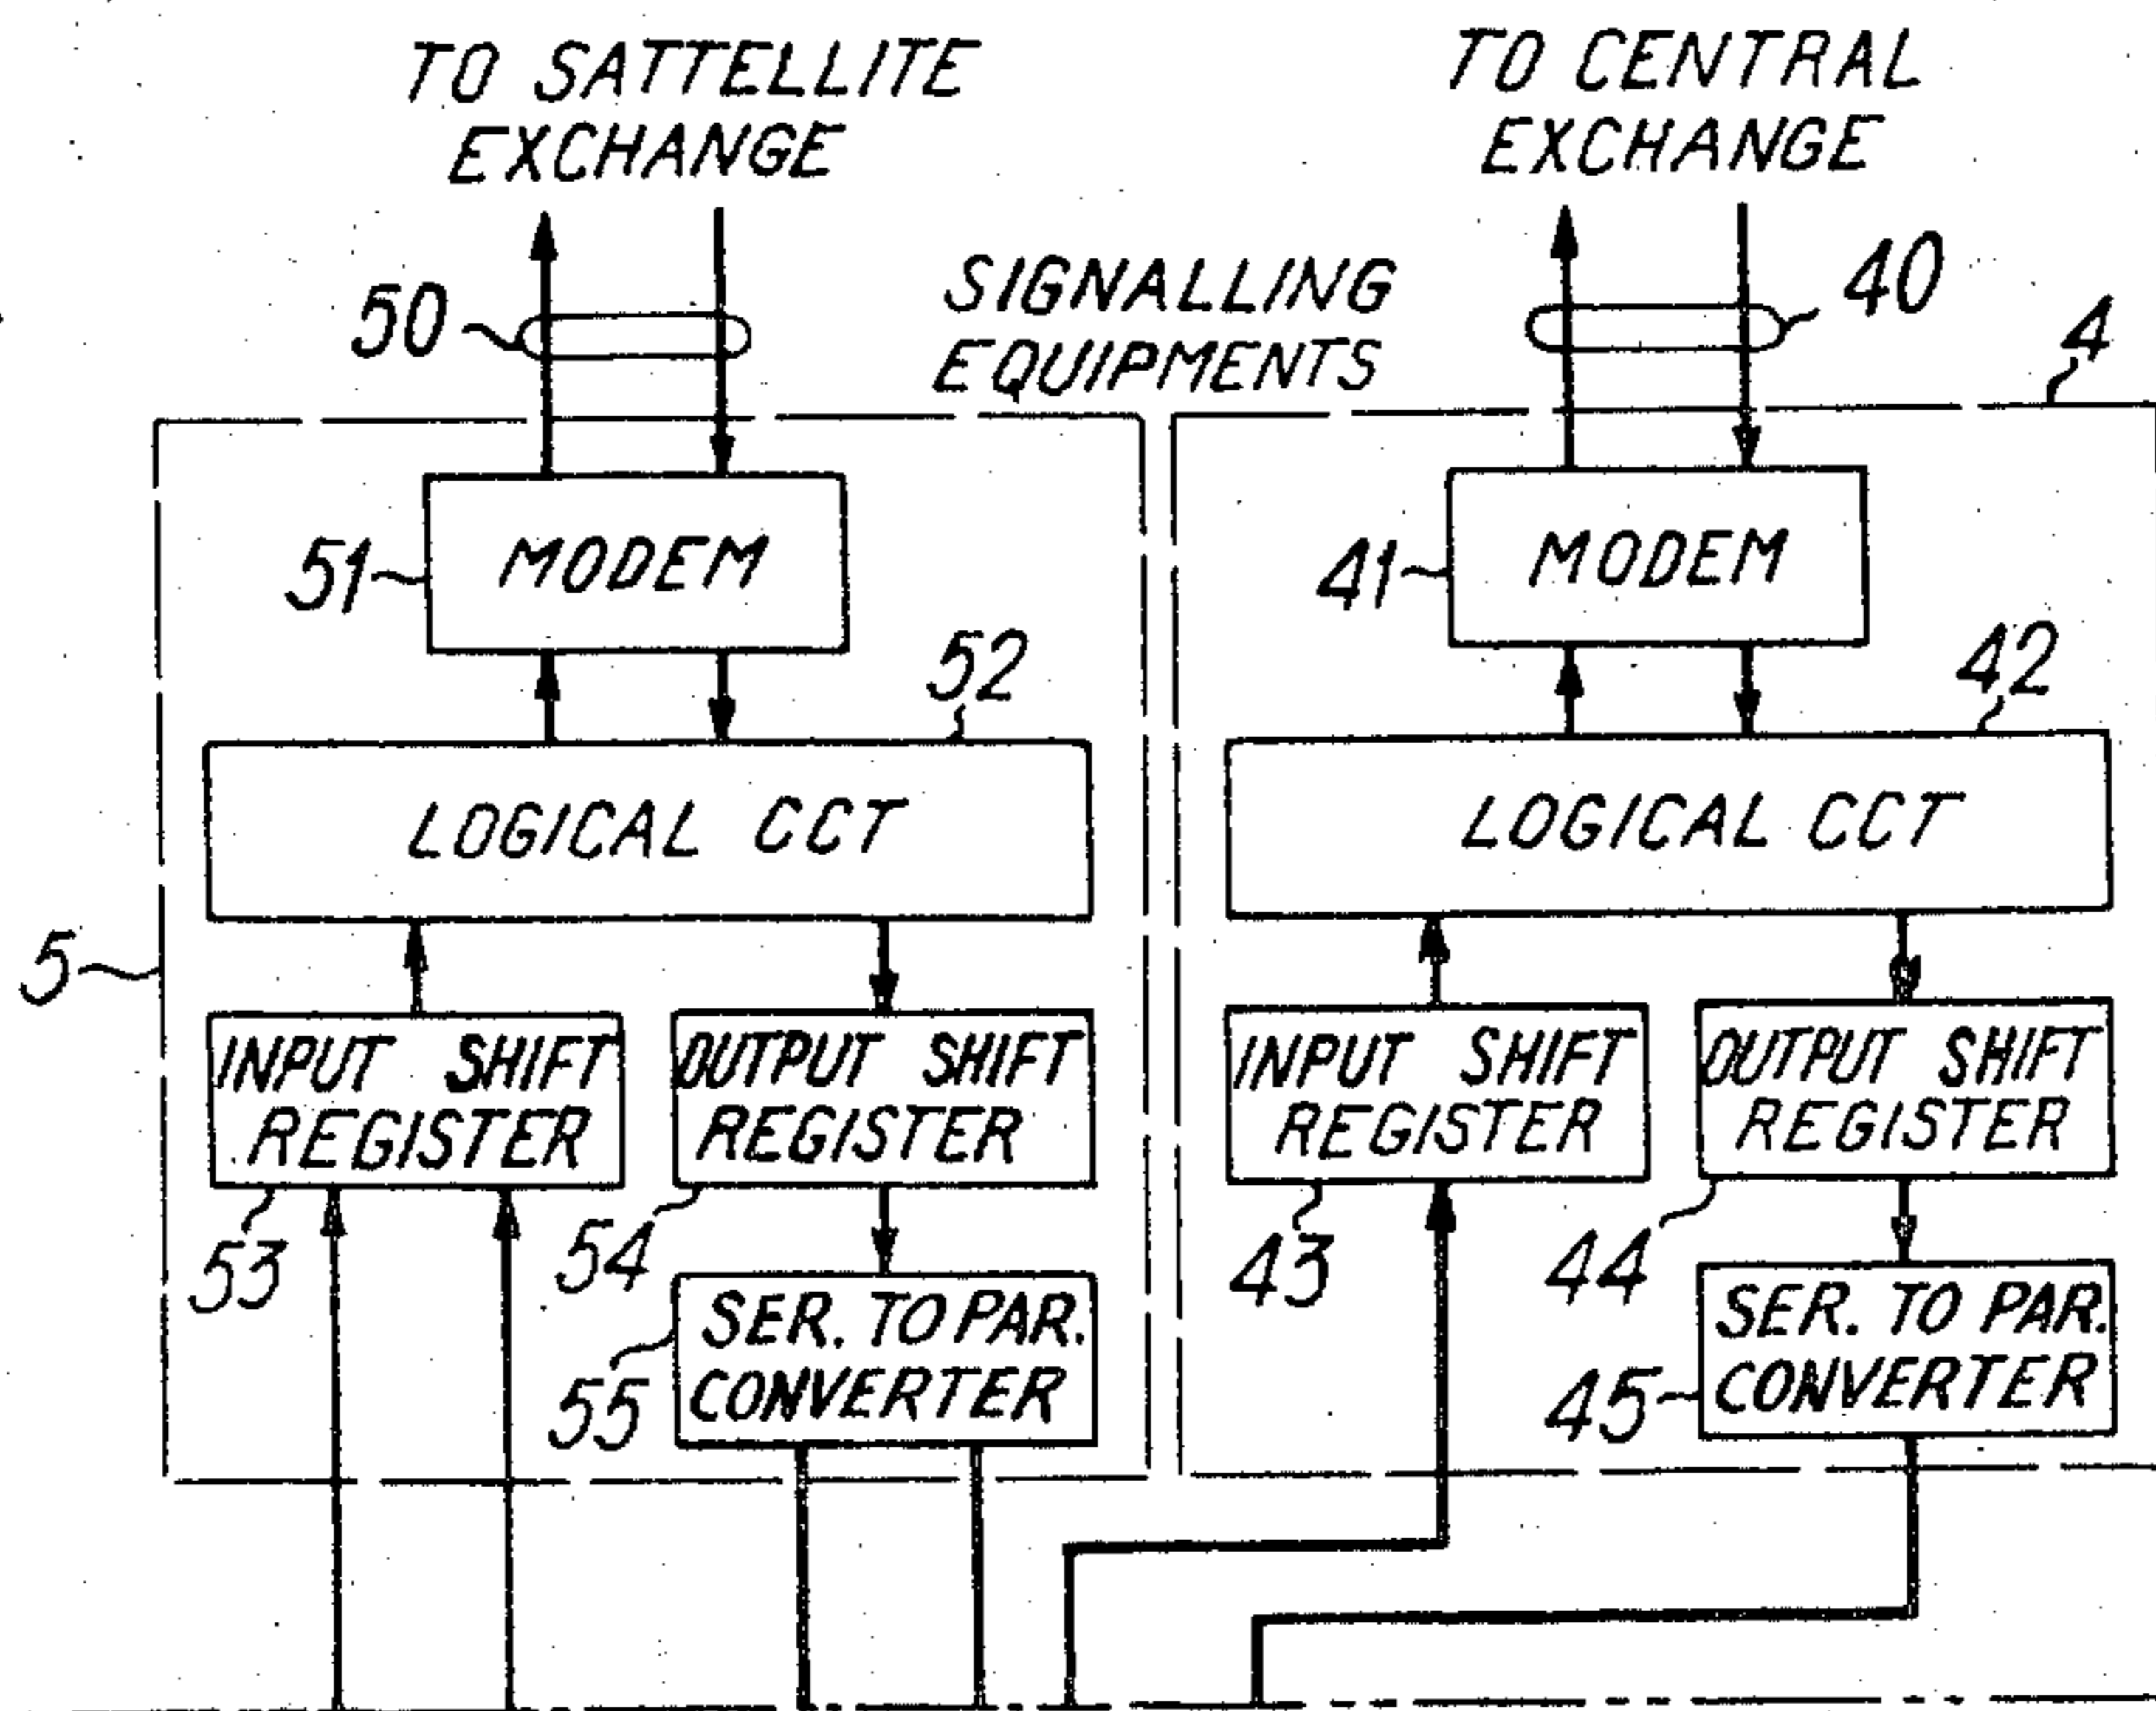 TO SATTELLITE
EXCHANGE
TO CENTRAL
EXCHANGE
SIGNALLING
EQUIPMENTS
50
40
4
51
MODEM
41
MODEM
52
42
LOGICAL CCT
LOGICAL CCT
5
INPUT SHIFT
REGISTER
OUTPUT SHIFT
REGISTER
INPUT SHIFT
REGISTER
OUTPUT SHIFT
REGISTER
53
54
43
44
SER. TO PAR.
CONVERTER
SER. TO PAR.
CONVERTER
55
45